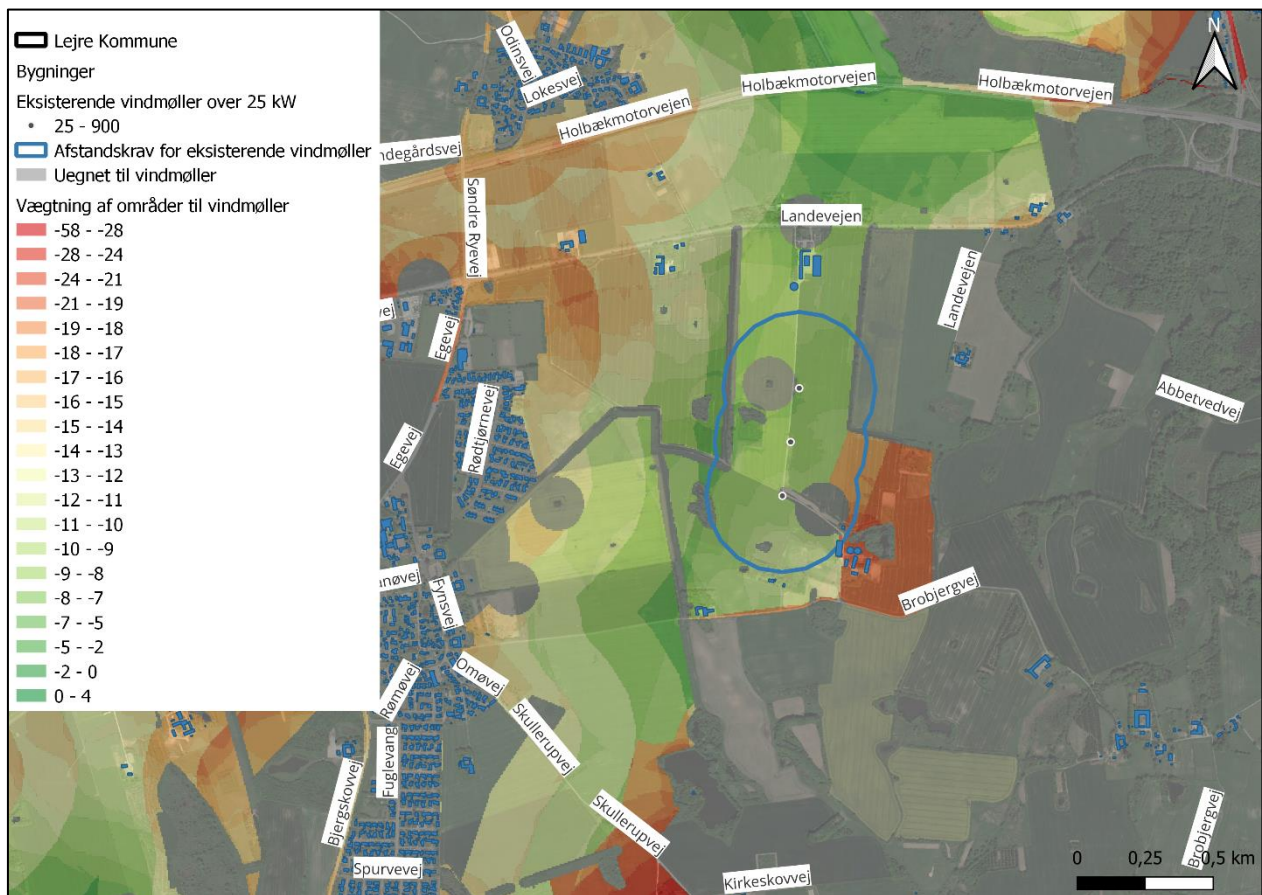 Lejre Kommune
Bygninger
Eksisterende vindmøller over 25 kW
25 - 900
Afstandskrav for eksisterende vindmøller
Uegnet til vindmøller
Vægtning af områder til vindmøller
-58 - -28
-28 - -24
-24 - -21
-21 - -19
-19 - -18
-18 - -17
-17 - -16
-16 - -15
-15 - -14
-14 - -13
-13 - -12
-12 - -11
-11 - -10
-10 - -9
-9 - -8
-8 - -7
-7 - -5
-5 - -2
-2 - 0
0 - 4
N
Odinsvej
Lokesvej
Holbækmotorvejen
Holbækmotorvejen
Holbækmotorvejen
ndegårdsvej
Søndre Ryevej
Landevejen
Landevejen
vej
Egevej
Rødtjørnevej
Egevej
Abbetvedvej
anøvej
Fynsvej
Brobjergvej
Omøvej
Rømøvej
Skullerupvej
Fuglevang
Bjergskovvej
Skullerupvej
Brobjergvej
Spurvevej
Kirkeskovvej
0 0,25 0,5 km